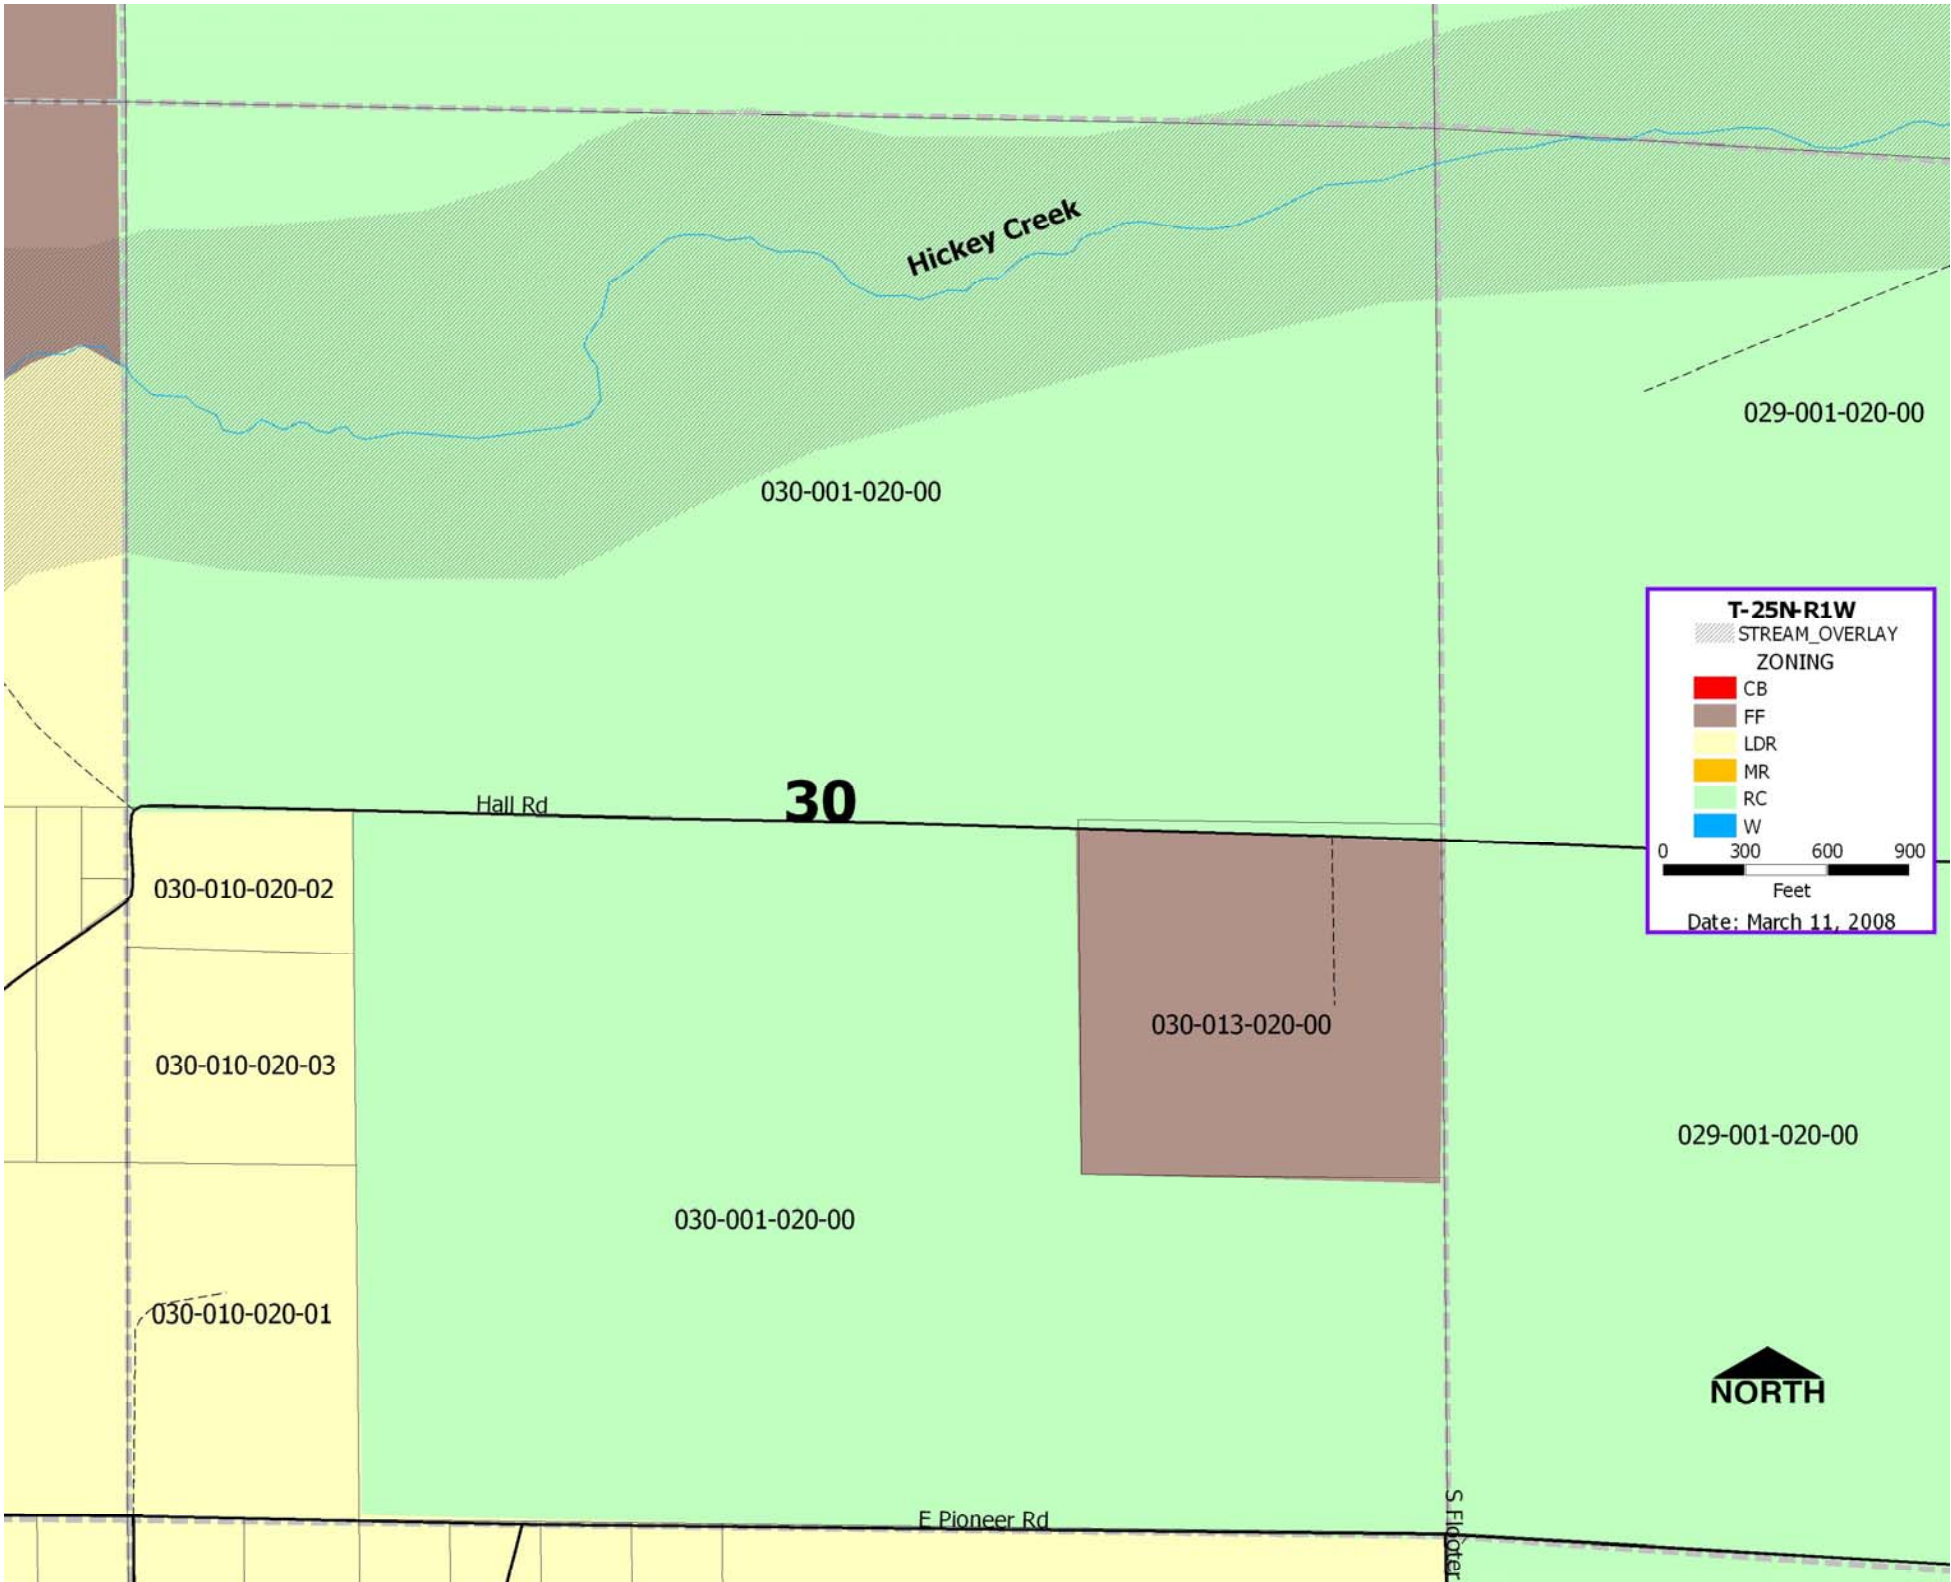 Hickey Creek
029-001-020-00
030-001-020-00
T-25N-R1W
STREAM_OVERLAY
ZONING
CB
FF
LDR
MR
RC
W
0 300 600 900
Feet
Date: March 11, 2008
Hall Rd
30
030-010-020-02
030-013-020-00
030-010-020-03
029-001-020-00
030-001-020-00
030-010-020-01
NORTH
E Pioneer Rd
S Flooter